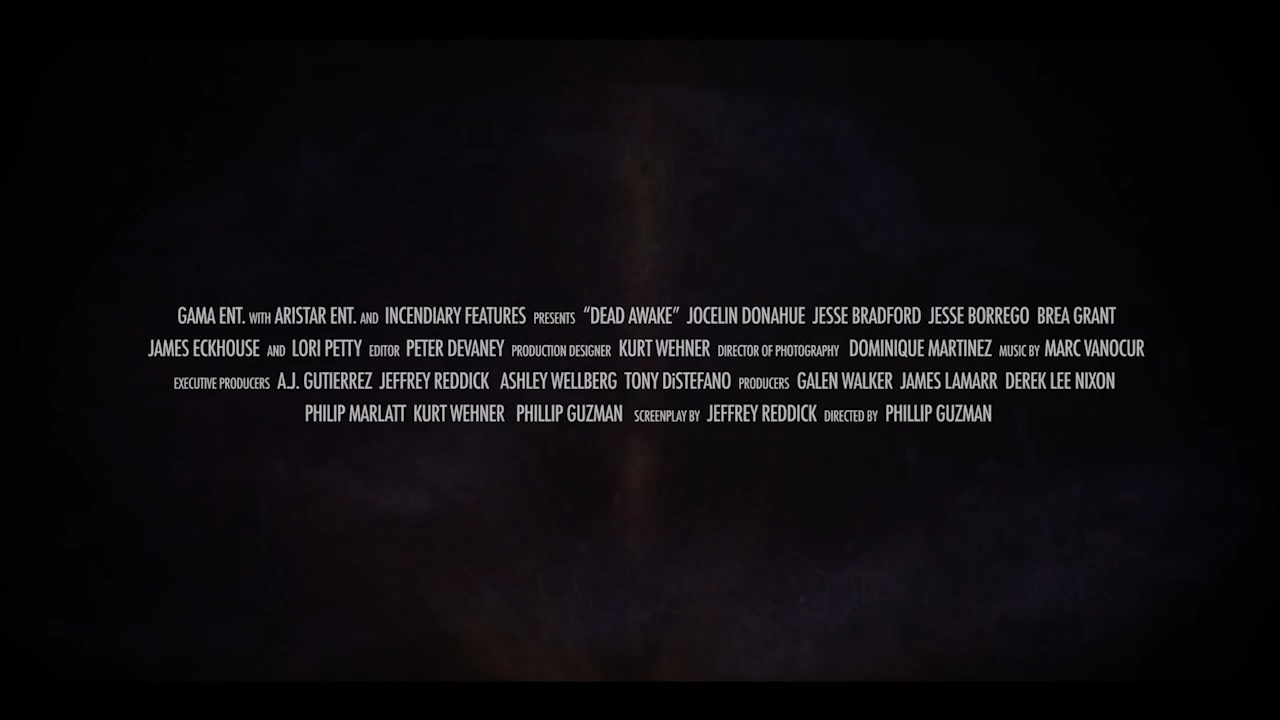 GAMA ENT. WITH ARISTAR ENT. AND INCENDIARY FEATURES PRESENTS “DEAD AWAKE” JOCELIN DONAHUE JESSE BRADFORD JESSE BORREGO BREA GRANT
JAMES ECKHOUSE AND LORI PETTY EDITOR PETER DEVANEY PRODUCTION DESIGNER KURT WEHNER DIRECTOR OF PHOTOGRAPHY DOMINIQUE MARTINEZ MUSIC BY MARC VANOCUR
EXECUTIVE PRODUCERS A.J. GUTIERREZ JEFFREY REDDICK ASHLEY WELLBERG TONY DiSTEFANO PRODUCERS GALEN WALKER JAMES LAMARR DEREK LEE NIXON
PHILIP MARLATT KURT WEHNER PHILLIP GUZMAN SCREENPLAY BY JEFFREY REDDICK DIRECTED BY PHILLIP GUZMAN